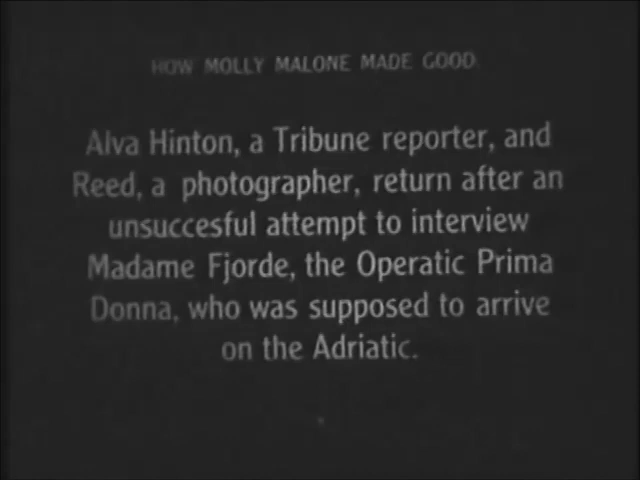 HOW MOLLY MALONE MADE GOOD
Alva Hinton, a Tribune reporter, and
Reed, a photographer, return after an
unsuccesful attempt to interview
Madame Fjorde, the Operatic Prima
Donna, who was supposed to arrive
on the Adriatic.